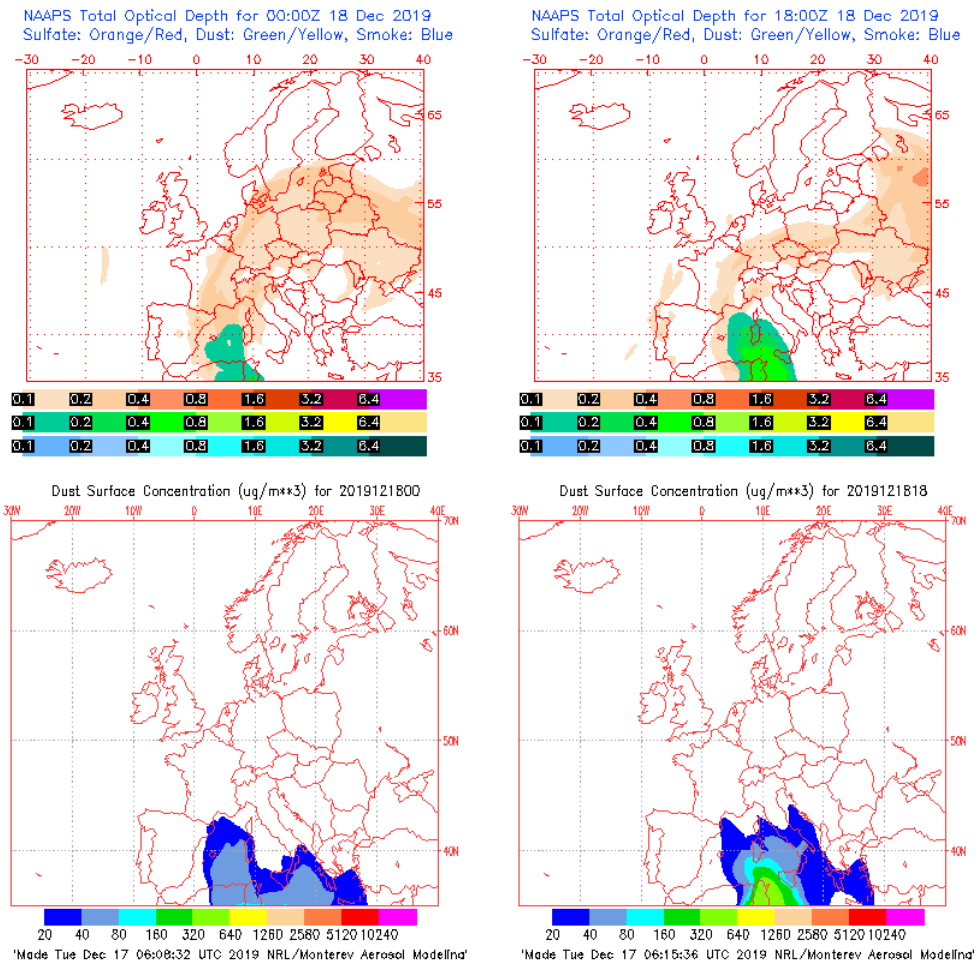 NAAPS Total Optical Depth for 00:00Z 18 Dec 2019
Sulfate: Orange/Red, Dust: Green/Yellow, Smoke: Blue
-30 -20 -10 0 10 20 30 40
65
55
45
35
0.1 0.2 0.4 0.8 1.6 3.2 6.4
0.1 0.2 0.4 0.8 1.6 3.2 6.4
0.1 0.2 0.4 0.8 1.6 3.2 6.4
NAAPS Total Optical Depth for 18:00Z 18 Dec 2019
Sulfate: Orange/Red, Dust: Green/Yellow, Smoke: Blue
-30 -20 -10 0 10 20 30 40
65
55
45
35
0.1 0.2 0.4 0.8 1.6 3.2 6.4
0.1 0.2 0.4 0.8 1.6 3.2 6.4
0.1 0.2 0.4 0.8 1.6 3.2 6.4
Dust Surface Concentration (ug/m**3) for 2019121800
30W 20W 10W 0 10E 20E 30E 40E
70N
60N
50N
40N
20 40 80 160 320 640 1260 2580 5120 10240
'Made Tue Dec 17 06:08:32 UTC 2019 NRL/Monterey Aerosol Modeling'
Dust Surface Concentration (ug/m**3) for 2019121818
30W 20W 10W 0 10E 20E 30E 40E
70N
60N
50N
40N
20 40 80 160 320 640 1260 2580 5120 10240
'Made Tue Dec 17 06:15:36 UTC 2019 NRL/Monterey Aerosol Modeling'